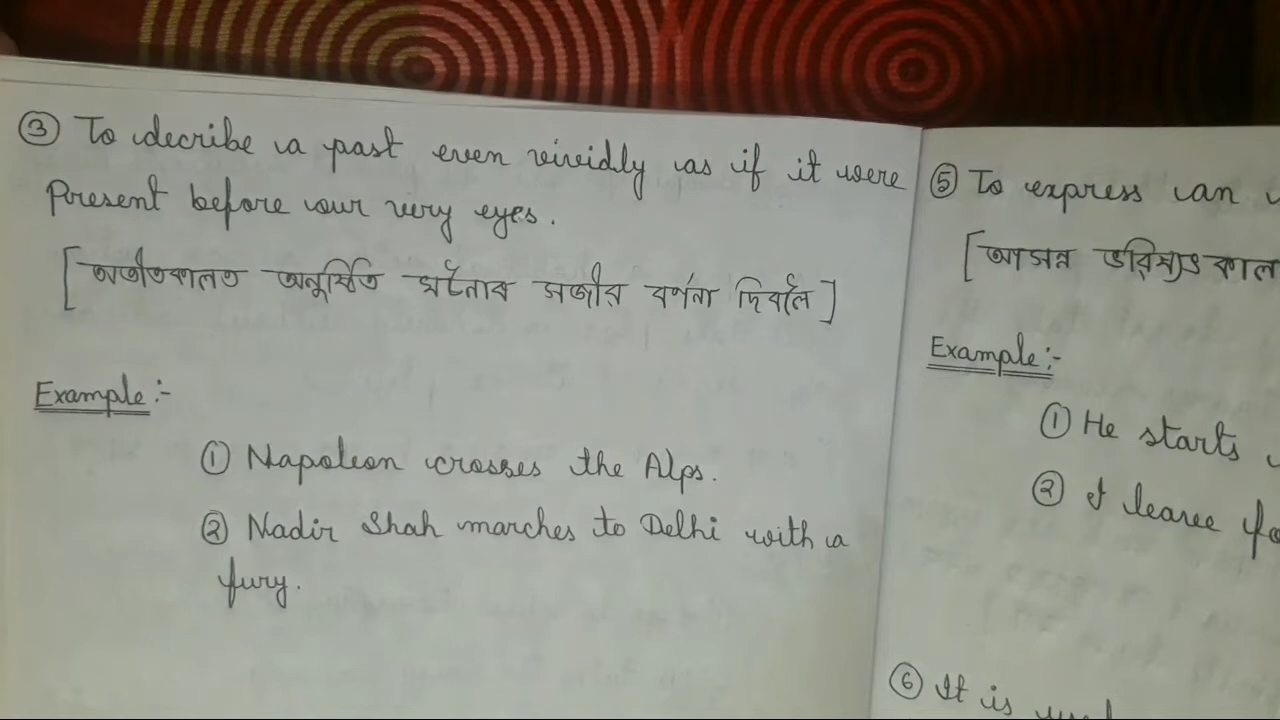 ③ To decribe a past even vividly as if it were
Present before our very eyes.
[অতীতকালত অনুষ্ঠিত ঘটনাৰ সজীৱ বৰ্ণনা দিবলৈ]
Example :-
① Napoleon crosses the Alps.
② Nadir Shah marches to Delhi with a
fury.
⑤ To express an
[আসন্ন ভৱিষ্যৎ কাল
Example :-
① He starts
② I leave
⑥ It is